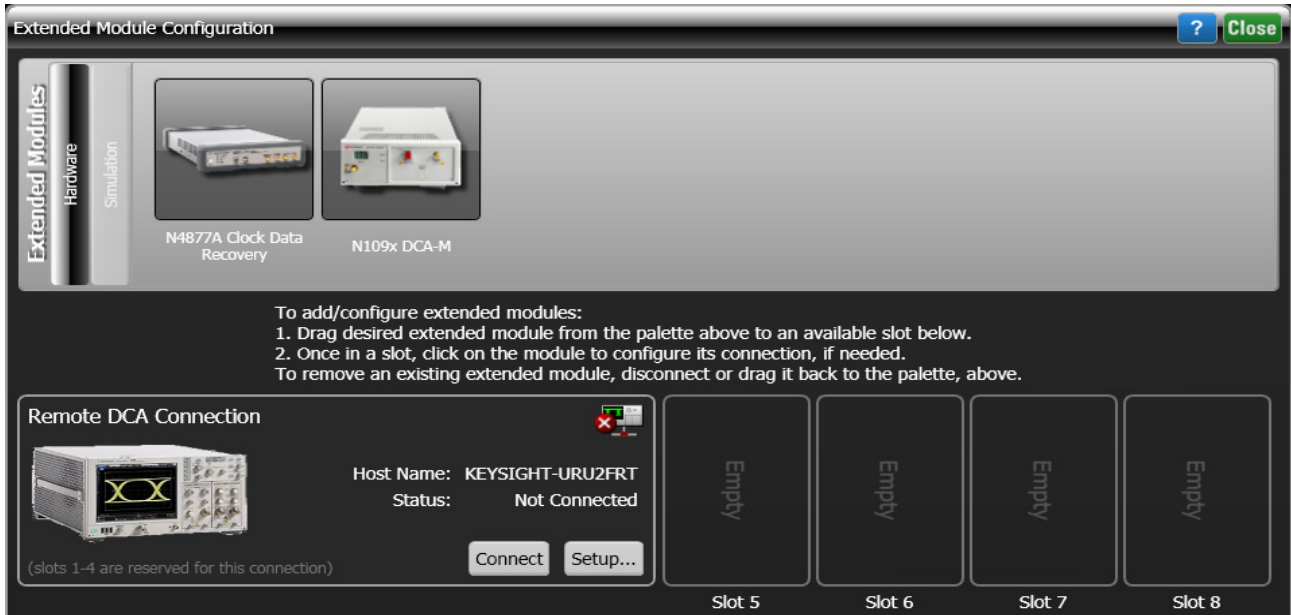 Extended Module Configuration
?
Close
Extended Modules
Hardware
Simulation
N4877A Clock Data
Recovery
N109x DCA-M
To add/configure extended modules:
1. Drag desired extended module from the palette above to an available slot below.
2. Once in a slot, click on the module to configure its connection, if needed.
To remove an existing extended module, disconnect or drag it back to the palette, above.
Remote DCA Connection
Host Name: KEYSIGHT-URU2FRT
Status: Not Connected
(slots 1-4 are reserved for this connection)
Connect
Setup...
Empty
Empty
Empty
Empty
Slot 5
Slot 6
Slot 7
Slot 8